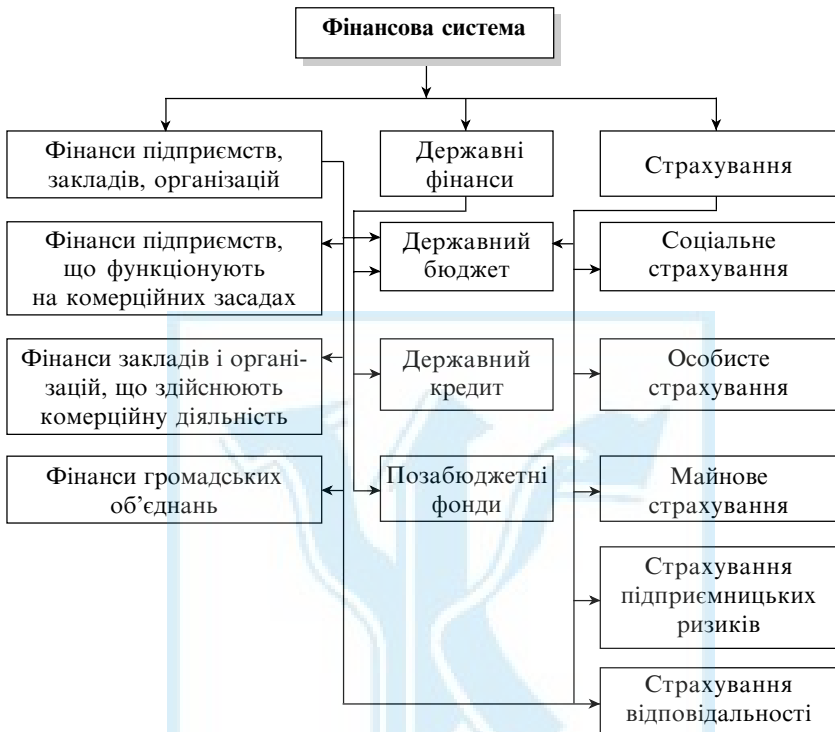 Фінансова система
Фінанси підприємств,
закладів, організацій
Державні
фінанси
Страхування
Фінанси підприємств,
що функціонують
на комерційних засадах
Державний
бюджет
Соціальне
страхування
Фінанси закладів і органі-
зацій, що здійснюють
комерційну діяльність
Державний
кредит
Особисте
страхування
Фінанси громадських
об’єднань
Позабюджетні
фонди
Майнове
страхування
Страхування
підприємницьких
ризиків
Страхування
відповідальності